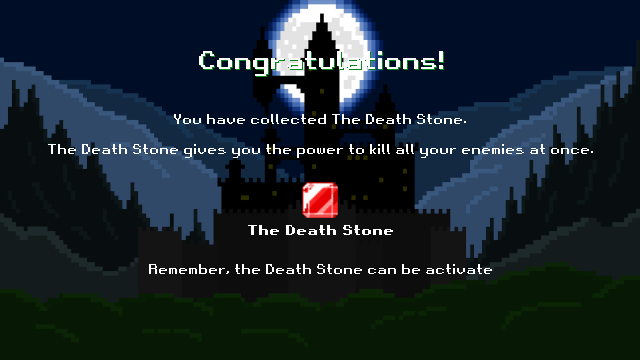 Congratulations!
You have collected The Death Stone.
The Death Stone gives you the power to kill all your enemies at once.
The Death Stone
Remember, the Death Stone can be activate